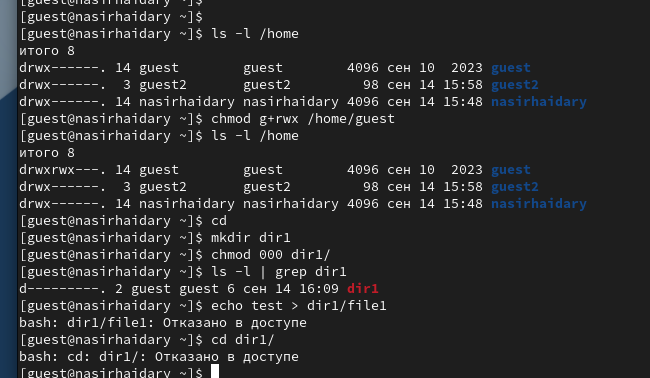 [guest@nasirhaidary ~]$
[guest@nasirhaidary ~]$
[guest@nasirhaidary ~]$ ls -l /home
итого 8
drwx------. 14 guest       guest        4096 сен 10  2023 guest
drwx------.  3 guest2      guest2         98 сен 14 15:58 guest2
drwx------. 14 nasirhaidary nasirhaidary 4096 сен 14 15:48 nasirhaidary
[guest@nasirhaidary ~]$ chmod g+rwx /home/guest
[guest@nasirhaidary ~]$ ls -l /home
итого 8
drwxrwx---. 14 guest       guest        4096 сен 10  2023 guest
drwx------.  3 guest2      guest2         98 сен 14 15:58 guest2
drwx------. 14 nasirhaidary nasirhaidary 4096 сен 14 15:48 nasirhaidary
[guest@nasirhaidary ~]$ cd
[guest@nasirhaidary ~]$ mkdir dir1
[guest@nasirhaidary ~]$ chmod 000 dir1/
[guest@nasirhaidary ~]$ ls -l | grep dir1
d---------. 2 guest guest 6 сен 14 16:09 dir1
[guest@nasirhaidary ~]$ echo test > dir1/file1
bash: dir1/file1: Отказано в доступе
[guest@nasirhaidary ~]$ cd dir1/
bash: cd: dir1/: Отказано в доступе
[guest@nasirhaidary ~]$